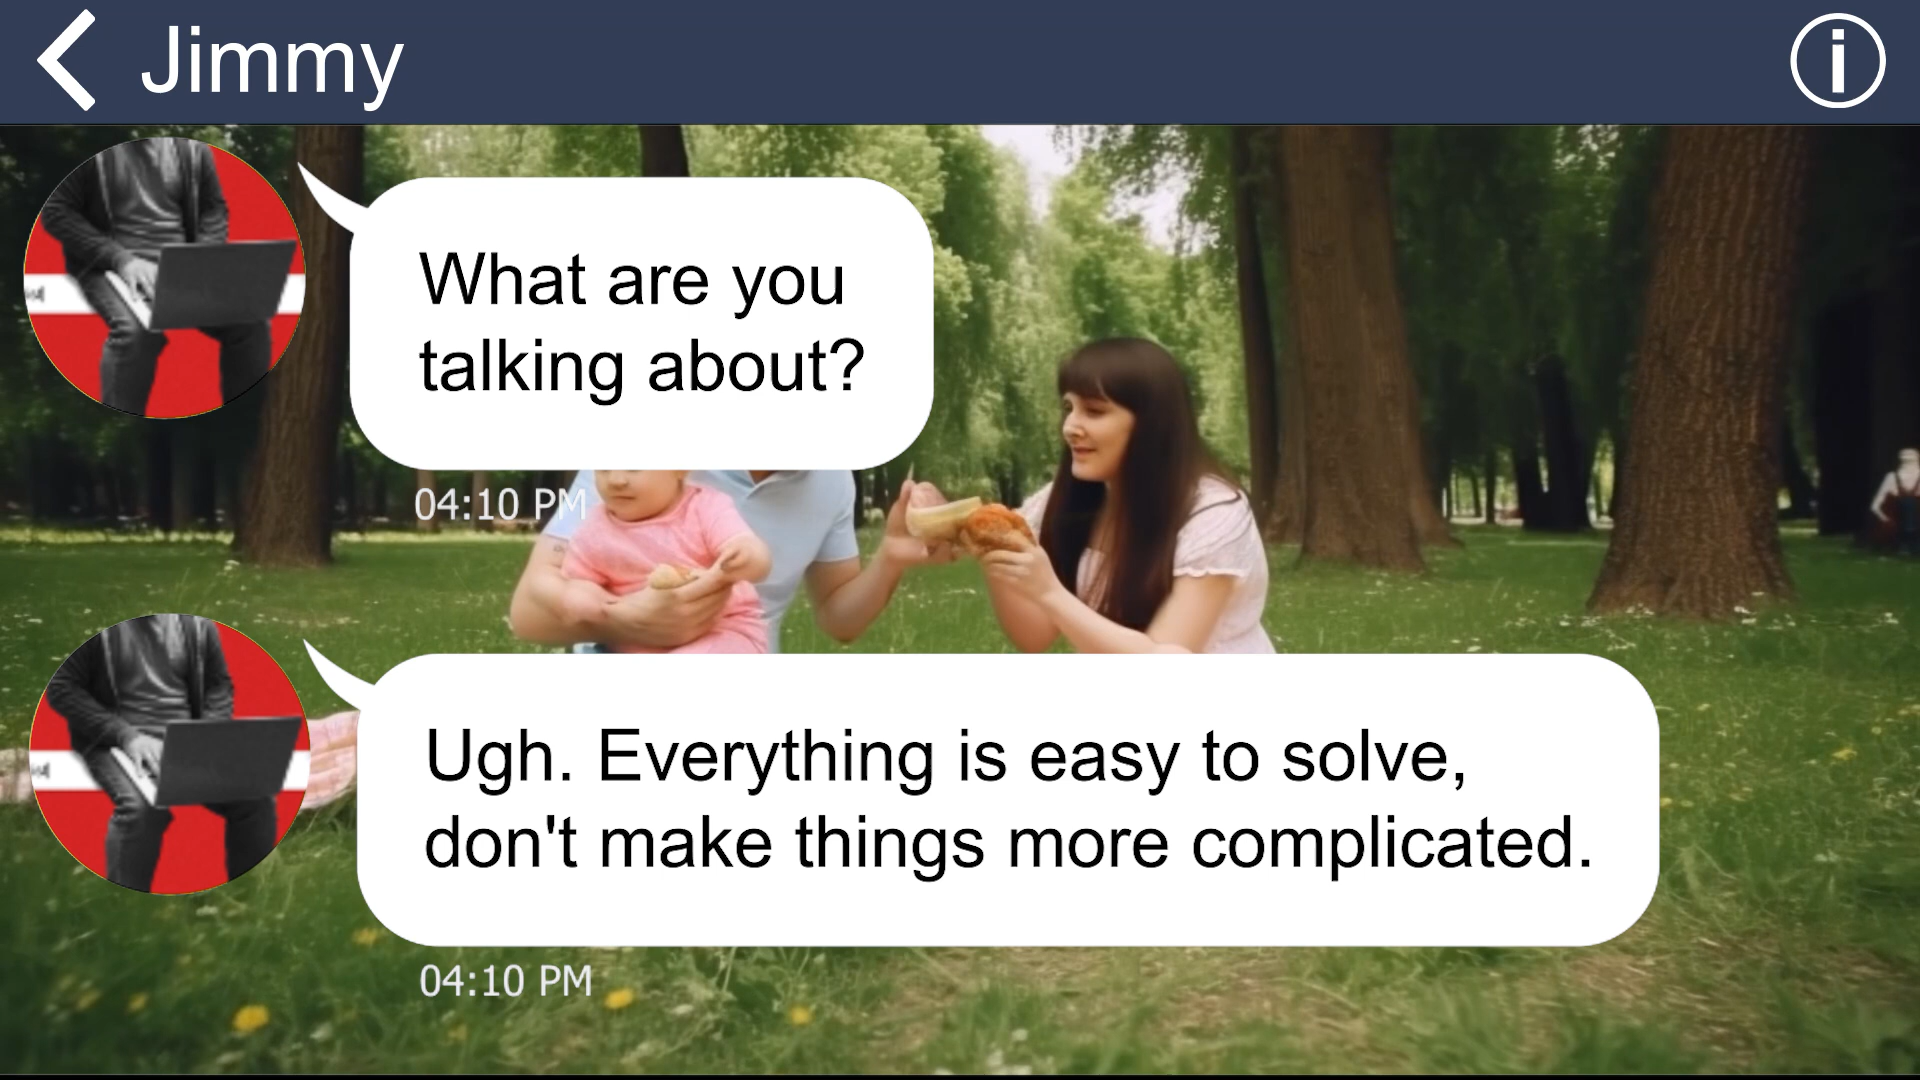 Jimmy
What are you
talking about?
04:10 PM
Ugh. Everything is easy to solve,
don't make things more complicated.
04:10 PM